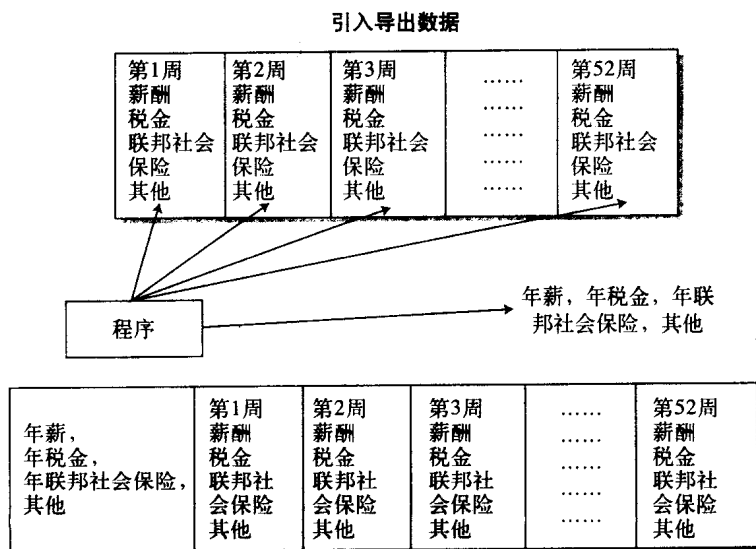 引入导出数据
第1周
薪酬
税金
联邦社会
保险
其他
第2周
薪酬
税金
联邦社会
保险
其他
第3周
薪酬
税金
联邦社会
保险
其他
……
……
……
……
……
第52周
薪酬
税金
联邦社会
保险
其他
程序
年薪，年税金，年联
邦社会保险，其他
年薪，
年税金，
年联邦社会保险，
其他
第1周
薪酬
税金
联邦社
会保险
其他
第2周
薪酬
税金
联邦社
会保险
其他
第3周
薪酬
税金
联邦社
会保险
其他
……
……
……
……
……
第52周
薪酬
税金
联邦社
会保险
其他